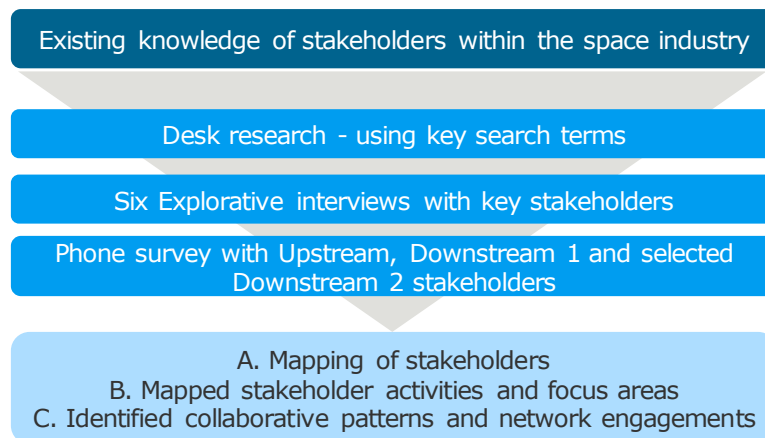 Existing knowledge of stakeholders within the space industry
Desk research - using key search terms
Six Explorative interviews with key stakeholders
Phone survey with Upstream, Downstream 1 and selected
Downstream 2 stakeholders
A. Mapping of stakeholders
B. Mapped stakeholder activities and focus areas
C. Identified collaborative patterns and network engagements